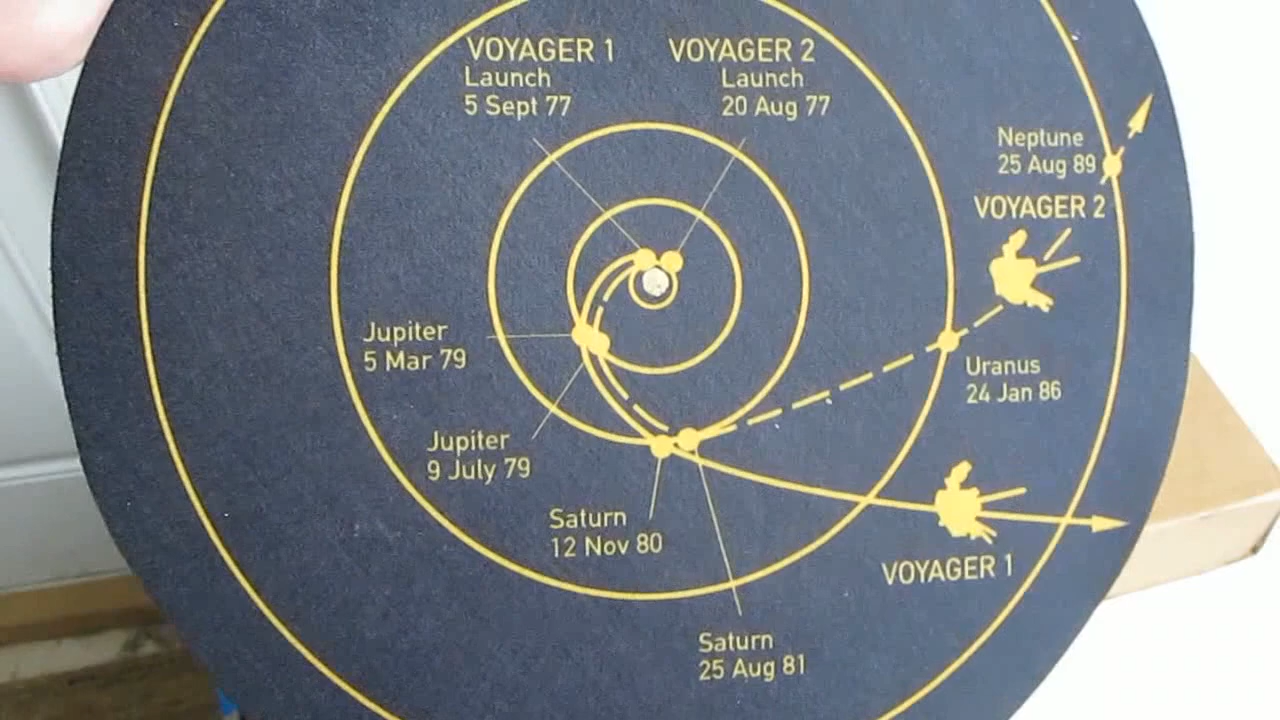 VOYAGER 1
Launch
5 Sept 77
VOYAGER 2
Launch
20 Aug 77
Neptune
25 Aug 89
VOYAGER 2
Jupiter
5 Mar 79
Uranus
24 Jan 86
Jupiter
9 July 79
Saturn
12 Nov 80
VOYAGER 1
Saturn
25 Aug 81